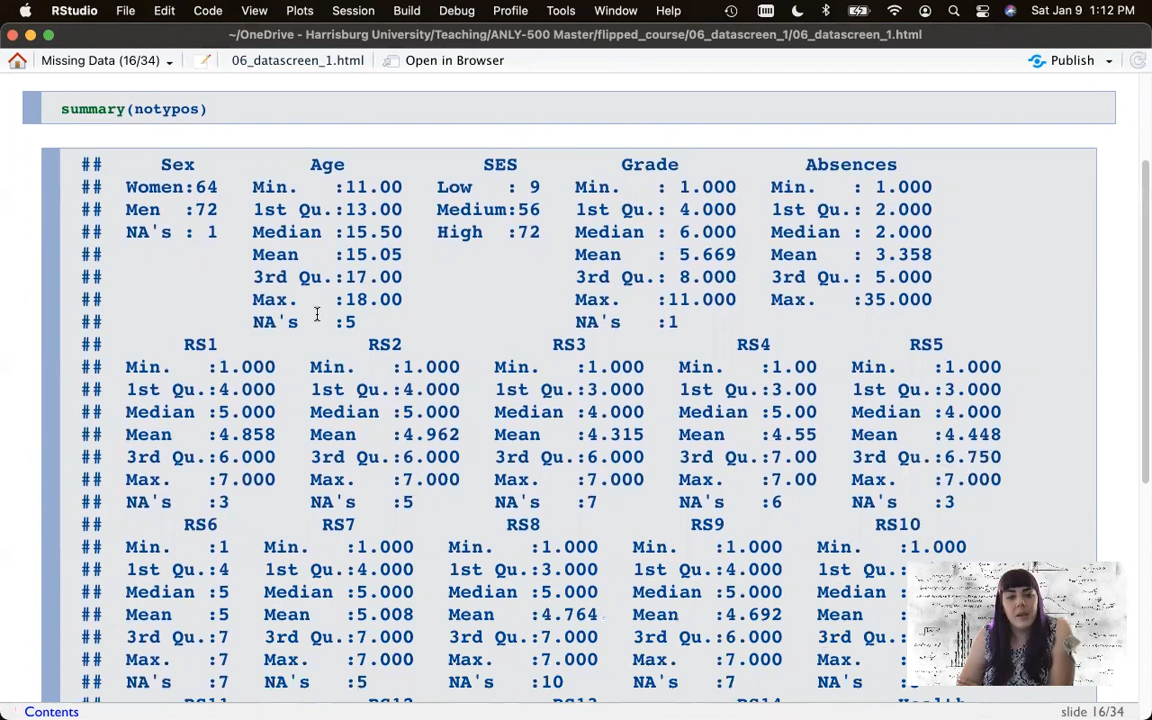 RStudio File Edit Code View Plots Session Build Debug Profile Tools Window Help Sat Jan 9 1:12 PM
~/OneDrive - Harrisburg University/Teaching/ANLY-500 Master/flipped_course/06_datascreen_1/06_datascreen_1.html
Missing Data (16/34) 06_datascreen_1.html Open in Browser Publish
summary(notypos)
## Sex Age SES Grade Absences
## Women:64 Min. :11.00 Low : 9 Min. : 1.000 Min. : 1.000
## Men :72 1st Qu.:13.00 Medium:56 1st Qu.: 4.000 1st Qu.: 2.000
## NA's : 1 Median :15.50 High :72 Median : 6.000 Median : 2.000
## Mean :15.05 Mean : 5.669 Mean : 3.358
## 3rd Qu.:17.00 3rd Qu.: 8.000 3rd Qu.: 5.000
## Max. :18.00 Max. :11.000 Max. :35.000
## NA's :5 NA's :1
## RS1 RS2 RS3 RS4 RS5
## Min. :1.000 Min. :1.000 Min. :1.000 Min. :1.00 Min. :1.000
## 1st Qu.:4.000 1st Qu.:4.000 1st Qu.:3.000 1st Qu.:3.00 1st Qu.:3.000
## Median :5.000 Median :5.000 Median :4.000 Median :5.00 Median :4.000
## Mean :4.858 Mean :4.962 Mean :4.315 Mean :4.55 Mean :4.448
## 3rd Qu.:6.000 3rd Qu.:6.000 3rd Qu.:6.000 3rd Qu.:7.00 3rd Qu.:6.750
## Max. :7.000 Max. :7.000 Max. :7.000 Max. :7.00 Max. :7.000
## NA's :3 NA's :5 NA's :7 NA's :6 NA's :3
## RS6 RS7 RS8 RS9 RS10
## Min. :1 Min. :1.000 Min. :1.000 Min. :1.000 Min. :1.000
## 1st Qu.:4 1st Qu.:4.000 1st Qu.:3.000 1st Qu.:4.000 1st Qu.
## Median :5 Median :5.000 Median :5.000 Median :5.000 Median
## Mean :5 Mean :5.008 Mean :4.764 Mean :4.692 Mean
## 3rd Qu.:7 3rd Qu.:7.000 3rd Qu.:7.000 3rd Qu.:6.000 3rd Qu.
## Max. :7 Max. :7.000 Max. :7.000 Max. :7.000 Max.
## NA's :7 NA's :5 NA's :10 NA's :7 NA's
Contents slide 16/34